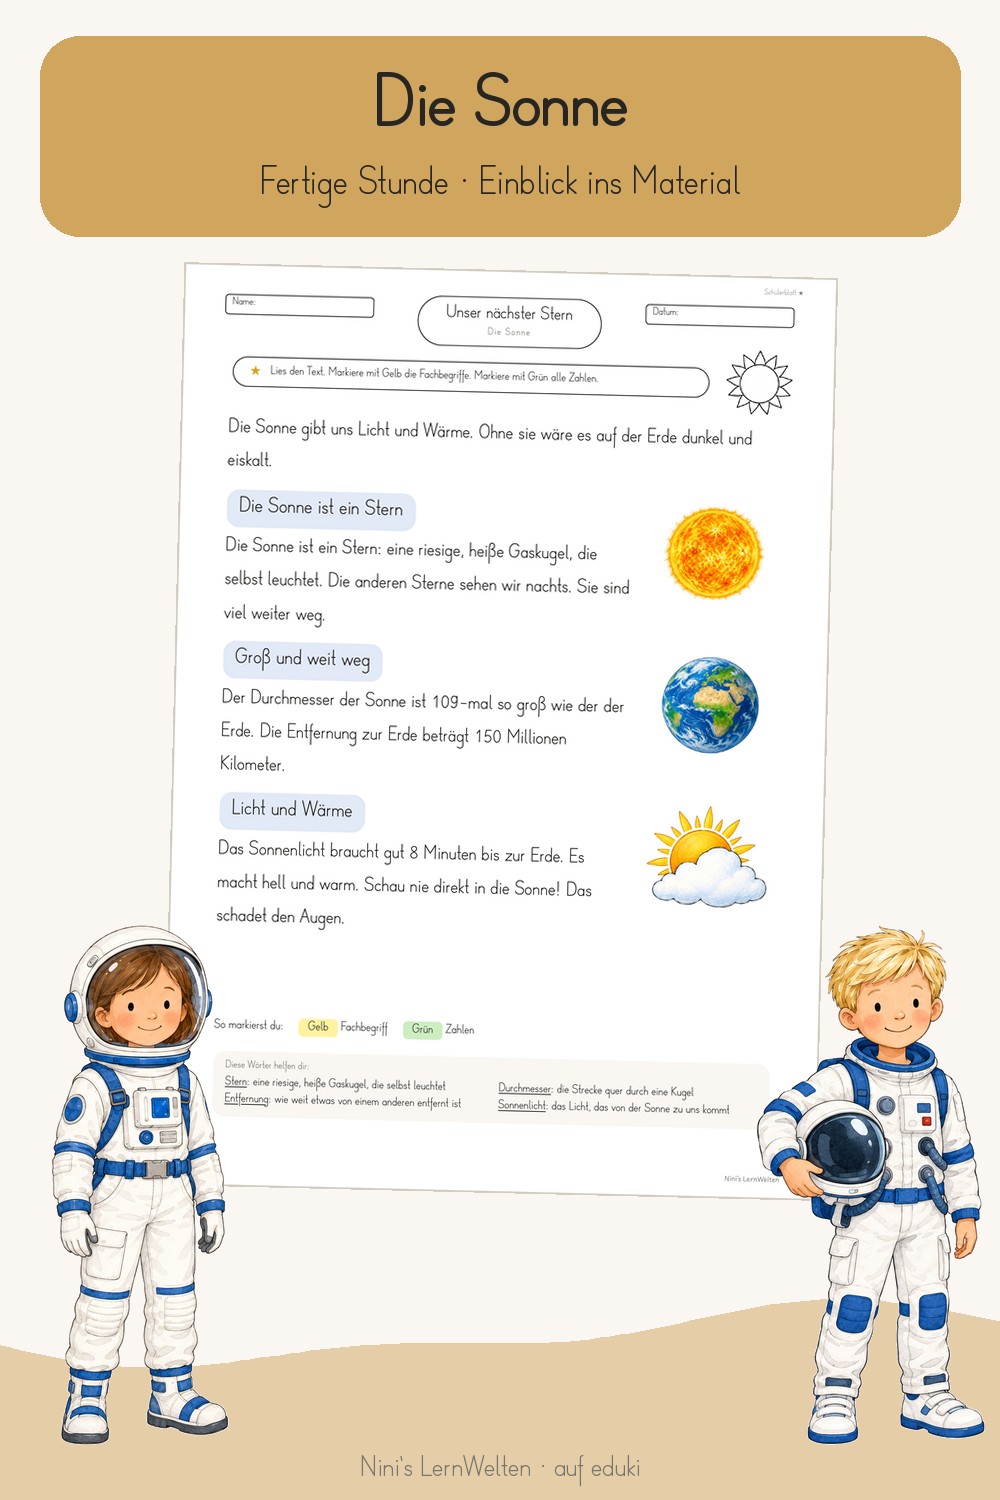 Die Sonne
Fertige Stunde · Einblick ins Material
Schülerblatt ★
Name:
Unser nächster Stern
Die Sonne
Datum:
★ Lies den Text. Markiere mit Gelb die Fachbegriffe. Markiere mit Grün alle Zahlen.
Die Sonne gibt uns Licht und Wärme. Ohne sie wäre es auf der Erde dunkel und
eiskalt.
Die Sonne ist ein Stern
Die Sonne ist ein Stern: eine riesige, heiße Gaskugel, die
selbst leuchtet. Die anderen Sterne sehen wir nachts. Sie sind
viel weiter weg.
Groß und weit weg
Der Durchmesser der Sonne ist 109-mal so groß wie der der
Erde. Die Entfernung zur Erde beträgt 150 Millionen
Kilometer.
Licht und Wärme
Das Sonnenlicht braucht gut 8 Minuten bis zur Erde. Es
macht hell und warm. Schau nie direkt in die Sonne! Das
schadet den Augen.
So markierst du: Gelb Fachbegriff Grün Zahlen
Diese Wörter helfen dir:
Stern: eine riesige, heiße Gaskugel, die selbst leuchtet
Entfernung: wie weit etwas von einem anderen entfernt ist
Durchmesser: die Strecke quer durch eine Kugel
Sonnenlicht: das Licht, das von der Sonne zu uns kommt
Nini's LernWelten
Nini's LernWelten · auf eduki